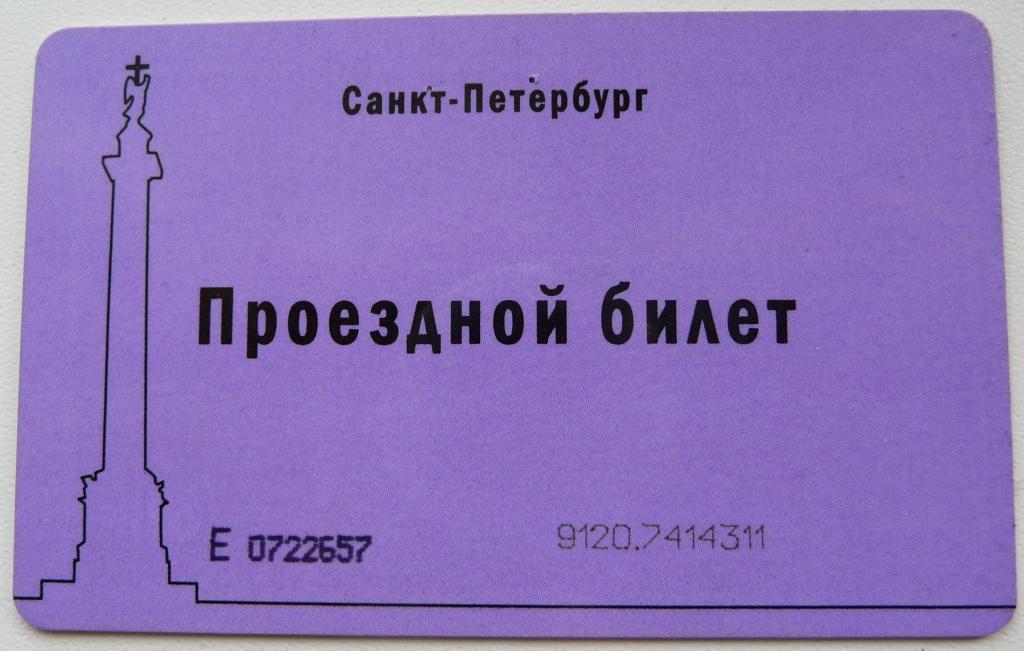 Санкт-Петербург
Проездной билет
Е 0722657 9120.7414311